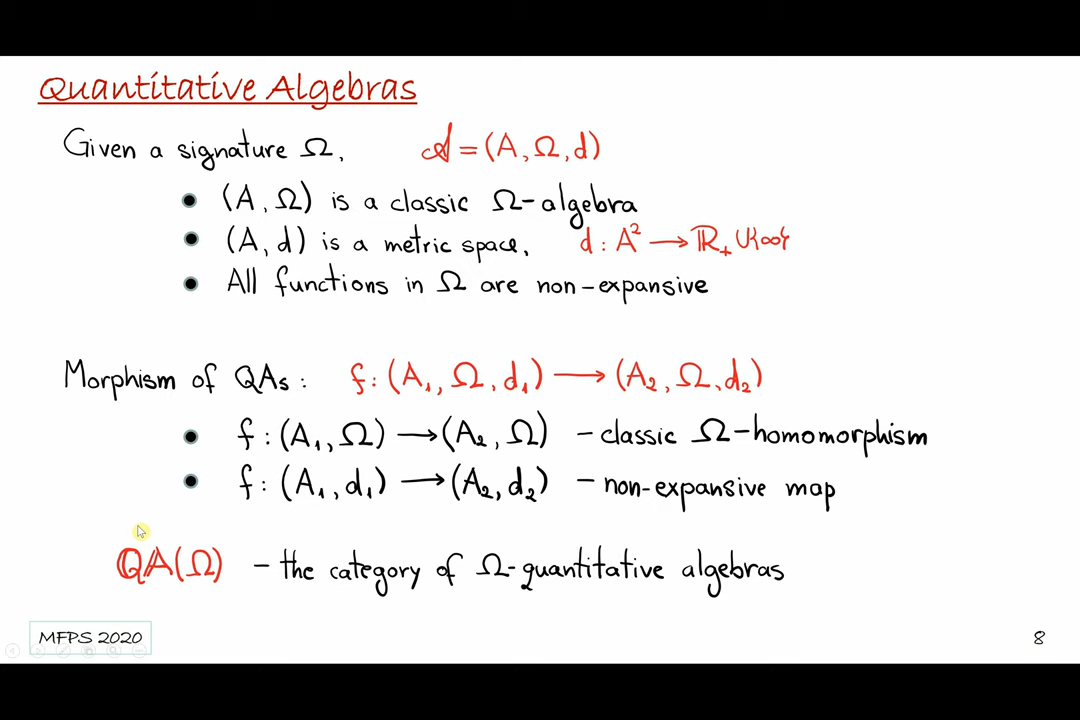 Quantitative Algebras
Given a signature Ω, 𝒜 = (A, Ω, d)
• (A, Ω) is a classic Ω-algebra
• (A, d) is a metric space, d : A² → ℝ₊ ∪ {∞}
• All functions in Ω are non-expansive
Morphism of QAs : f : (A₁, Ω, d₁) → (A₂, Ω, d₂)
• f : (A₁, Ω) → (A₂, Ω) – classic Ω-homomorphism
• f : (A₁, d₁) → (A₂, d₂) – non-expansive map
ℚ𝔸(Ω) – the category of Ω-quantitative algebras
MFPS 2020
8